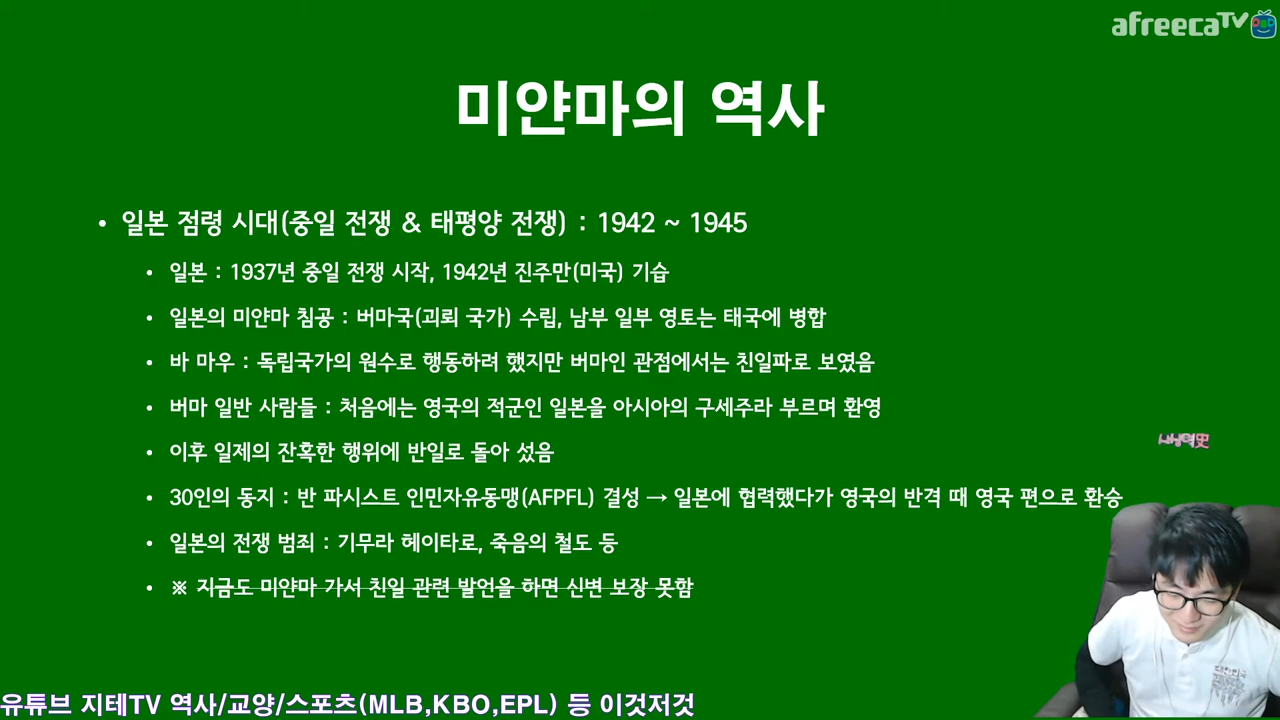 afreecaTV
미얀마의 역사
• 일본 점령 시대(중일 전쟁 & 태평양 전쟁) : 1942 ~ 1945
• 일본 : 1937년 중일 전쟁 시작, 1942년 진주만(미국) 기습
• 일본의 미얀마 침공 : 버마국(괴뢰 국가) 수립, 남부 일부 영토는 태국에 병합
• 바 마우 : 독립국가의 원수로 행동하려 했지만 버마인 관점에서는 친일파로 보였음
• 버마 일반 사람들 : 처음에는 영국의 적군인 일본을 아시아의 구세주라 부르며 환영
• 이후 일제의 잔혹한 행위에 반일로 돌아 섰음
• 30인의 동지 : 반 파시스트 인민자유동맹(AFPFL) 결성 → 일본에 협력했다가 영국의 반격 때 영국 편으로 환승
• 일본의 전쟁 범죄 : 기무라 헤이타로, 죽음의 철도 등
• ※ 지금도 미얀마 가서 친일 관련 발언을 하면 신변 보장 못함
유튜브 지테TV 역사/교양/스포츠(MLB,KBO,EPL) 등 이것저것